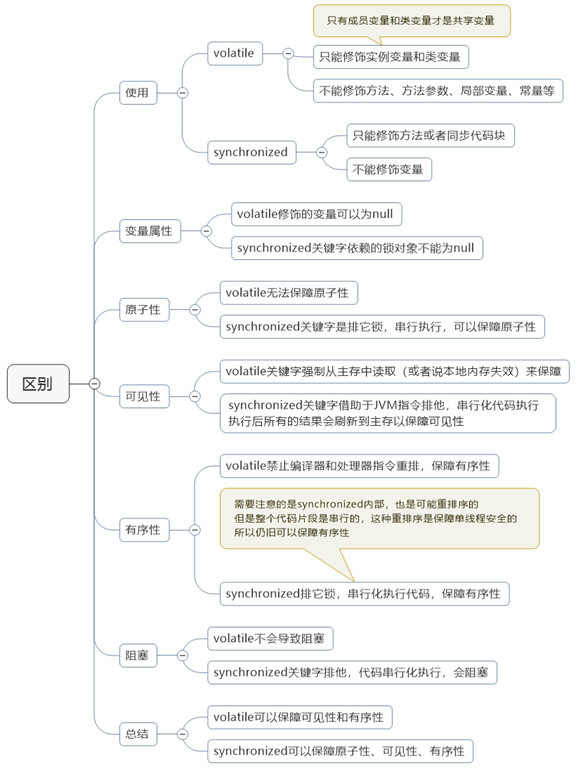 区别
使用
volatile
只有成员变量和类变量才是共享变量
只能修饰实例变量和类变量
不能修饰方法、方法参数、局部变量、常量等
synchronized
只能修饰方法或者同步代码块
不能修饰变量
变量属性
volatile修饰的变量可以为null
synchronized关键字依赖的锁对象不能为null
原子性
volatile无法保障原子性
synchronized关键字是排它锁，串行执行，可以保障原子性
可见性
volatile关键字强制从主存中读取（或者说本地内存失效）来保障
synchronized关键字借助于JVM指令排他，串行化代码执行
执行后所有的结果会刷新到主存以保障可见性
有序性
volatile禁止编译器和处理器指令重排，保障有序性
需要注意的是synchronized内部，也是可能重排序的
但是整个代码片段是串行的，这种重排序是保障单线程安全的
所以仍旧可以保障有序性
synchronized排它锁，串行化执行代码，保障有序性
阻塞
volatile不会导致阻塞
synchronized关键字排他，代码串行化执行，会阻塞
总结
volatile可以保障可见性和有序性
synchronized可以保障原子性、可见性、有序性